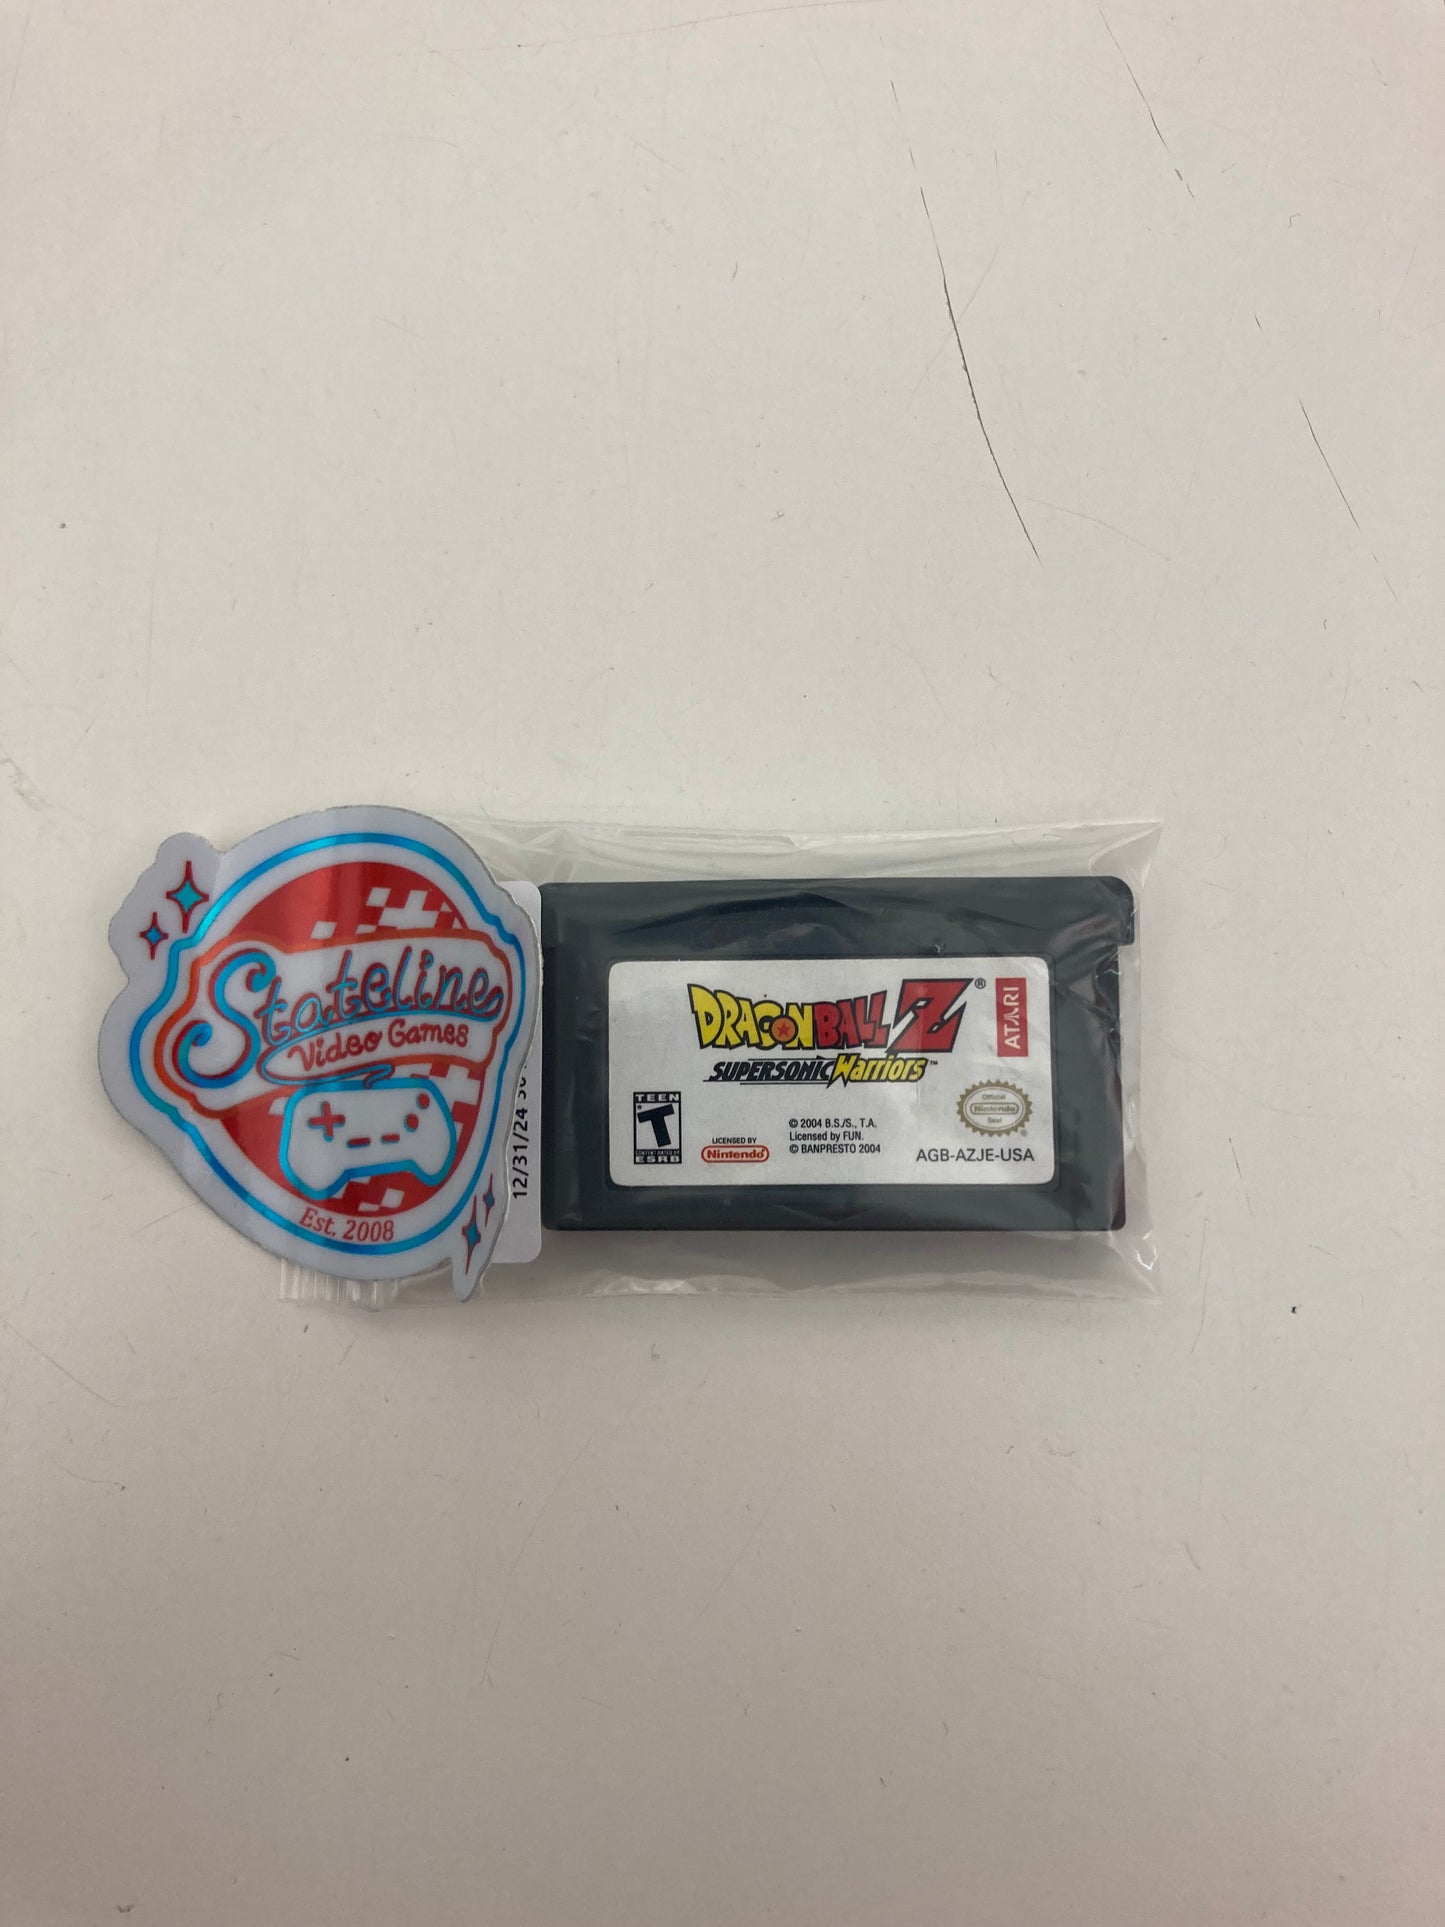 Stateline
Video Games
Est. 2008
12/31/24
DRAGON BALL Z®
SUPERSONIC Warriors™
ATARI
TEEN
T
CONTENT RATED BY
ESRB
LICENSED BY
Nintendo®
© 2004 B.S./S., T.A.
Licensed by FUN.
© BANPRESTO 2004
Official
Nintendo
Seal
AGB-AZJE-USA